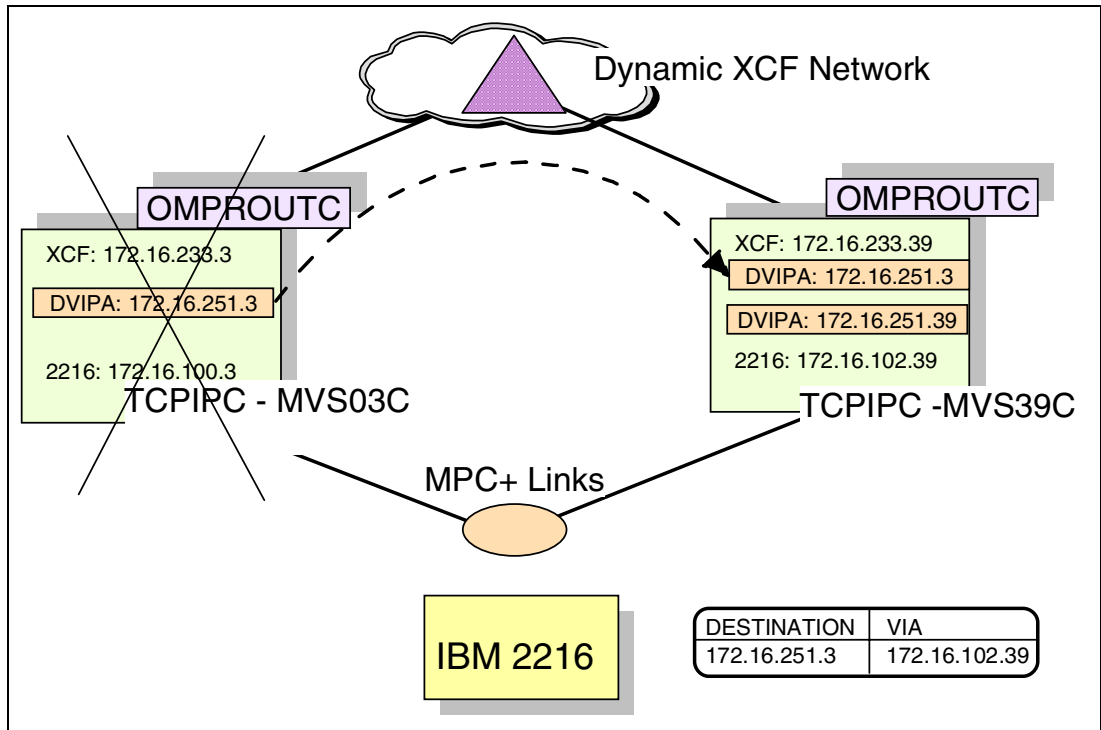 Dynamic XCF Network
OMPROUTC
XCF: 172.16.233.3
DVIPA: 172.16.251.3
2216: 172.16.100.3
TCPIPC - MVS03C
OMPROUTC
XCF: 172.16.233.39
DVIPA: 172.16.251.3
DVIPA: 172.16.251.39
2216: 172.16.102.39
TCPIPC -MVS39C
MPC+ Links
IBM 2216
DESTINATION VIA
172.16.251.3 172.16.102.39